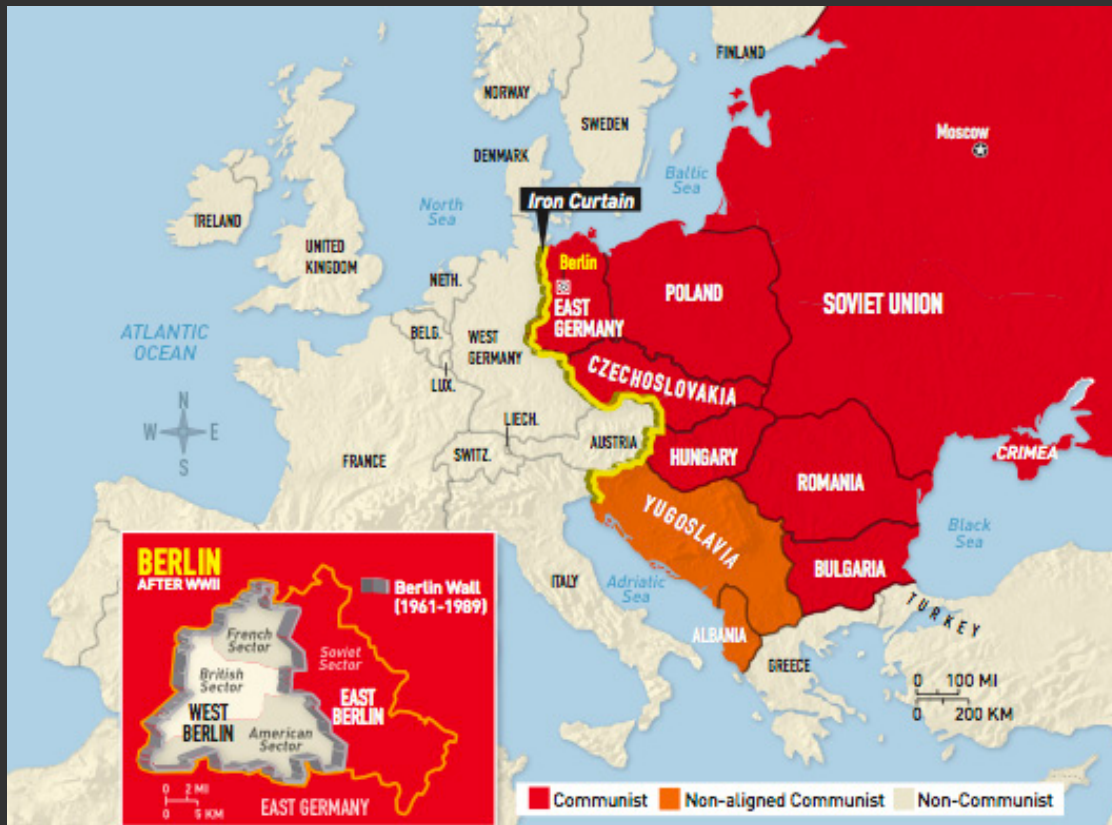 FINLAND
NORWAY
SWEDEN
Moscow
DENMARK
Baltic
Sea
North
Sea
Iron Curtain
IRELAND
UNITED
KINGDOM
Berlin
NETH.
POLAND
EAST
GERMANY
SOVIET UNION
ATLANTIC
OCEAN
BELG.
WEST
GERMANY
CZECHOSLOVAKIA
LUX.
N
W E
S
LIECH.
AUSTRIA
FRANCE
SWITZ.
HUNGARY
CRIMEA
ROMANIA
YUGOSLAVIA
Black
Sea
BULGARIA
ITALY
Adriatic
Sea
TURKEY
ALBANIA
GREECE
0 100 MI
0 200 KM
BERLIN
AFTER WWII
Berlin Wall
(1961-1989)
French
Sector
Soviet
Sector
British
Sector
EAST
BERLIN
WEST
BERLIN
American
Sector
0 2 MI
0 5 KM
EAST GERMANY
Communist Non-aligned Communist Non-Communist